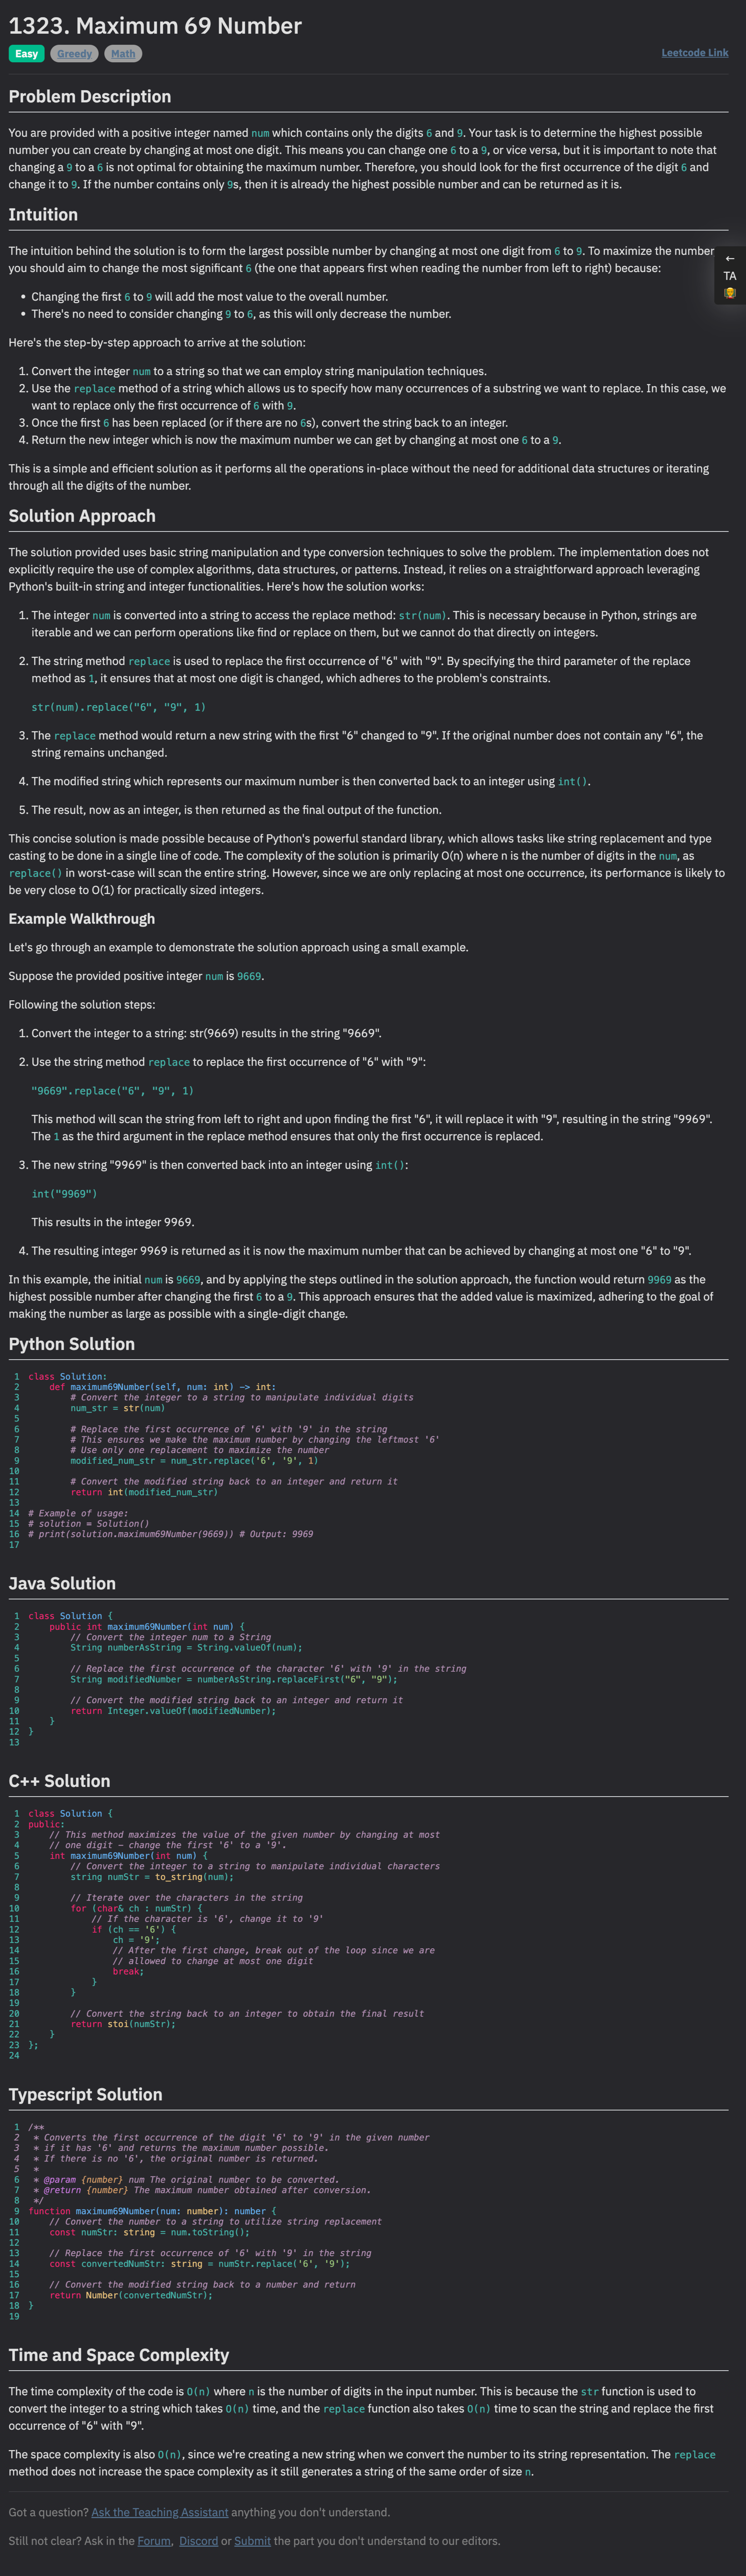 1323. Maximum 69 Number
Easy Greedy Math Leetcode Link
Problem Description
You are provided with a positive integer named num which contains only the digits 6 and 9. Your task is to determine the highest possible
number you can create by changing at most one digit. This means you can change one 6 to a 9, or vice versa, but it is important to note that
changing a 9 to a 6 is not optimal for obtaining the maximum number. Therefore, you should look for the first occurrence of the digit 6 and
change it to 9. If the number contains only 9s, then it is already the highest possible number and can be returned as it is.
Intuition
The intuition behind the solution is to form the largest possible number by changing at most one digit from 6 to 9. To maximize the number,
you should aim to change the most significant 6 (the one that appears first when reading the number from left to right) because:
←
TA
• Changing the first 6 to 9 will add the most value to the overall number.
• There's no need to consider changing 9 to 6, as this will only decrease the number.
Here's the step-by-step approach to arrive at the solution:
1. Convert the integer num to a string so that we can employ string manipulation techniques.
2. Use the replace method of a string which allows us to specify how many occurrences of a substring we want to replace. In this case, we
want to replace only the first occurrence of 6 with 9.
3. Once the first 6 has been replaced (or if there are no 6s), convert the string back to an integer.
4. Return the new integer which is now the maximum number we can get by changing at most one 6 to a 9.
This is a simple and efficient solution as it performs all the operations in-place without the need for additional data structures or iterating
through all the digits of the number.
Solution Approach
The solution provided uses basic string manipulation and type conversion techniques to solve the problem. The implementation does not
explicitly require the use of complex algorithms, data structures, or patterns. Instead, it relies on a straightforward approach leveraging
Python's built-in string and integer functionalities. Here's how the solution works:
1. The integer num is converted into a string to access the replace method: str(num). This is necessary because in Python, strings are
iterable and we can perform operations like find or replace on them, but we cannot do that directly on integers.
2. The string method replace is used to replace the first occurrence of "6" with "9". By specifying the third parameter of the replace
method as 1, it ensures that at most one digit is changed, which adheres to the problem's constraints.
str(num).replace("6", "9", 1)
3. The replace method would return a new string with the first "6" changed to "9". If the original number does not contain any "6", the
string remains unchanged.
4. The modified string which represents our maximum number is then converted back to an integer using int().
5. The result, now as an integer, is then returned as the final output of the function.
This concise solution is made possible because of Python's powerful standard library, which allows tasks like string replacement and type
casting to be done in a single line of code. The complexity of the solution is primarily O(n) where n is the number of digits in the num, as
replace() in worst-case will scan the entire string. However, since we are only replacing at most one occurrence, its performance is likely to
be very close to O(1) for practically sized integers.
Example Walkthrough
Let's go through an example to demonstrate the solution approach using a small example.
Suppose the provided positive integer num is 9669.
Following the solution steps:
1. Convert the integer to a string: str(9669) results in the string "9669".
2. Use the string method replace to replace the first occurrence of "6" with "9":
"9669".replace("6", "9", 1)
This method will scan the string from left to right and upon finding the first "6", it will replace it with "9", resulting in the string "9969".
The 1 as the third argument in the replace method ensures that only the first occurrence is replaced.
3. The new string "9969" is then converted back into an integer using int():
int("9969")
This results in the integer 9969.
4. The resulting integer 9969 is returned as it is now the maximum number that can be achieved by changing at most one "6" to "9".
In this example, the initial num is 9669, and by applying the steps outlined in the solution approach, the function would return 9969 as the
highest possible number after changing the first 6 to a 9. This approach ensures that the added value is maximized, adhering to the goal of
making the number as large as possible with a single-digit change.
Python Solution
1 class Solution:
2     def maximum69Number(self, num: int) -> int:
3         # Convert the integer to a string to manipulate individual digits
4         num_str = str(num)
5
6         # Replace the first occurrence of '6' with '9' in the string
7         # This ensures we make the maximum number by changing the leftmost '6'
8         # Use only one replacement to maximize the number
9         modified_num_str = num_str.replace('6', '9', 1)
10
11         # Convert the modified string back to an integer and return it
12         return int(modified_num_str)
13
14 # Example of usage:
15 # solution = Solution()
16 # print(solution.maximum69Number(9669)) # Output: 9969
17
Java Solution
1 class Solution {
2     public int maximum69Number(int num) {
3         // Convert the integer num to a String
4         String numberAsString = String.valueOf(num);
5
6         // Replace the first occurrence of the character '6' with '9' in the string
7         String modifiedNumber = numberAsString.replaceFirst("6", "9");
8
9         // Convert the modified string back to an integer and return it
10         return Integer.valueOf(modifiedNumber);
11     }
12 }
13
C++ Solution
1 class Solution {
2 public:
3     // This method maximizes the value of the given number by changing at most
4     // one digit - change the first '6' to a '9'.
5     int maximum69Number(int num) {
6         // Convert the integer to a string to manipulate individual characters
7         string numStr = to_string(num);
8
9         // Iterate over the characters in the string
10         for (char& ch : numStr) {
11             // If the character is '6', change it to '9'
12             if (ch == '6') {
13                 ch = '9';
14                 // After the first change, break out of the loop since we are
15                 // allowed to change at most one digit
16                 break;
17             }
18         }
19
20         // Convert the string back to an integer to obtain the final result
21         return stoi(numStr);
22     }
23 };
24
Typescript Solution
1 /**
2  * Converts the first occurrence of the digit '6' to '9' in the given number
3  * if it has '6' and returns the maximum number possible.
4  * If there is no '6', the original number is returned.
5  *
6  * @param {number} num The original number to be converted.
7  * @return {number} The maximum number obtained after conversion.
8  */
9 function maximum69Number(num: number): number {
10     // Convert the number to a string to utilize string replacement
11     const numStr: string = num.toString();
12
13     // Replace the first occurrence of '6' with '9' in the string
14     const convertedNumStr: string = numStr.replace('6', '9');
15
16     // Convert the modified string back to a number and return
17     return Number(convertedNumStr);
18 }
19
Time and Space Complexity
The time complexity of the code is O(n) where n is the number of digits in the input number. This is because the str function is used to
convert the integer to a string which takes O(n) time, and the replace function also takes O(n) time to scan the string and replace the first
occurrence of "6" with "9".
The space complexity is also O(n), since we're creating a new string when we convert the number to its string representation. The replace
method does not increase the space complexity as it still generates a string of the same order of size n.
Got a question? Ask the Teaching Assistant anything you don't understand.
Still not clear? Ask in the Forum, Discord or Submit the part you don't understand to our editors.